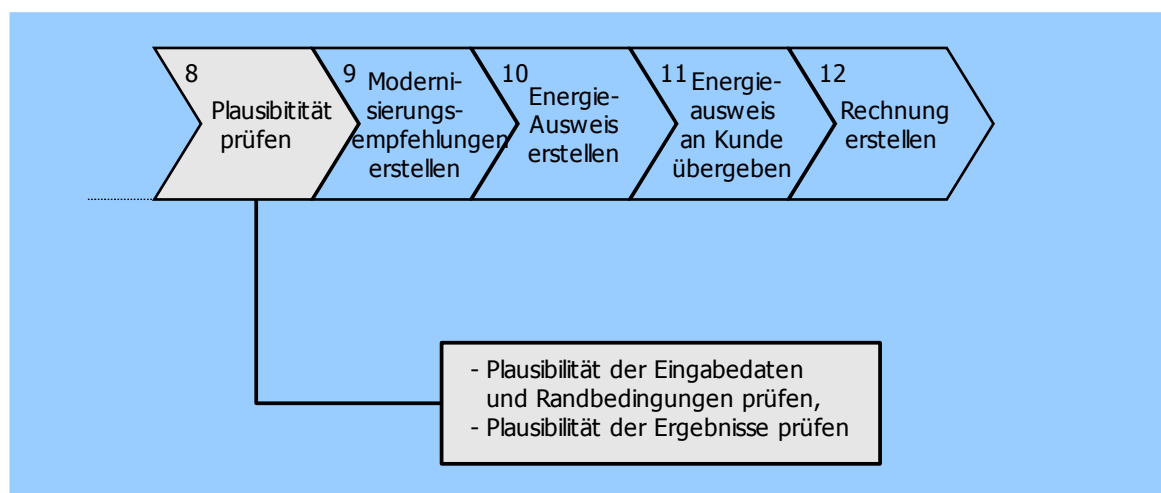 8
Plausibitität
prüfen
9
Moderni-
sierungs-
empfehlungen
erstellen
10
Energie-
Ausweis
erstellen
11
Energie-
ausweis
an Kunde
übergeben
12
Rechnung
erstellen
- Plausibilität der Eingabedaten
und Randbedingungen prüfen,
- Plausibilität der Ergebnisse prüfen